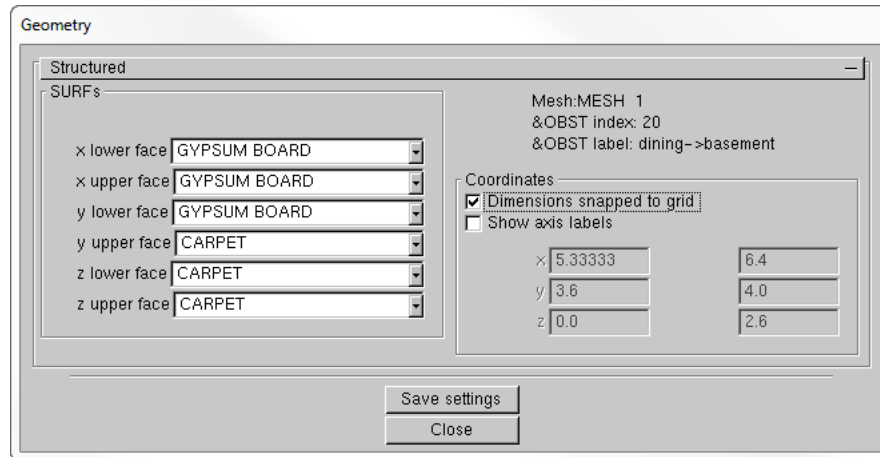 Geometry
Structured
SURFs
x lower face GYPSUM BOARD
x upper face GYPSUM BOARD
y lower face GYPSUM BOARD
y upper face CARPET
z lower face CARPET
z upper face CARPET
Mesh:MESH 1
&OBST index: 20
&OBST label: dining->basement
Coordinates
Dimensions snapped to grid
Show axis labels
x 5.33333 6.4
y 3.6 4.0
z 0.0 2.6
Save settings
Close